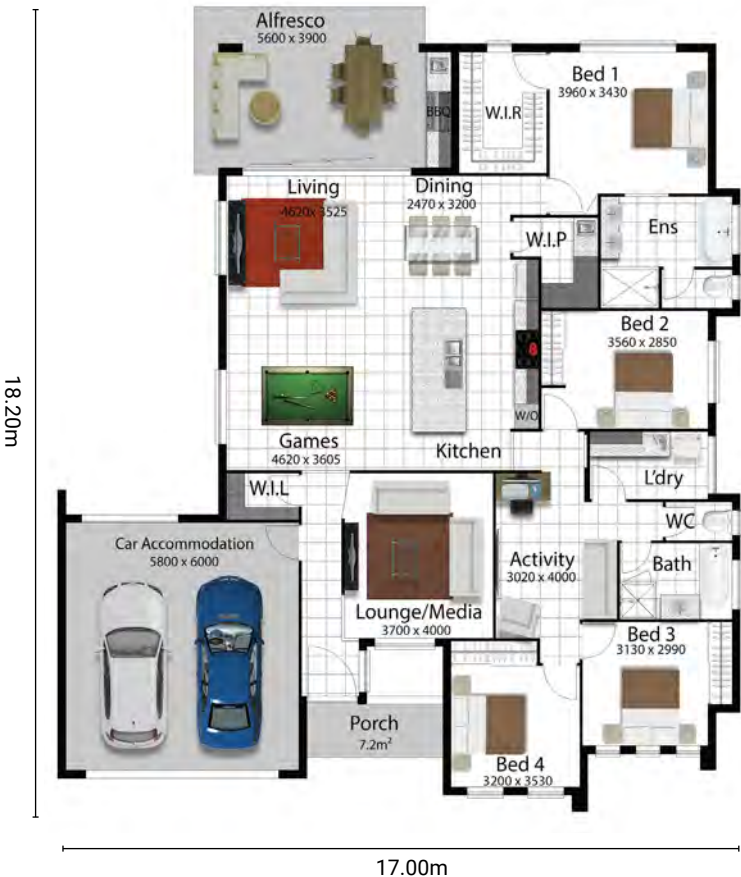 Alfresco
5600 x 3900
BBQ
W.I.R
Bed 1
3960 x 3430
Living
4620x 3525
Dining
2470 x 3200
W.I.P
Ens
Bed 2
3560 x 2850
W/O
Games
4620 x 3605
Kitchen
W.I.L
L'dry
WC
Car Accommodation
5800 x 6000
Activity
3020 x 4000
Bath
Lounge/Media
3700 x 4000
Bed 3
3130 x 2990
Porch
7.2m²
Bed 4
3200 x 3530
18.20m
17.00m